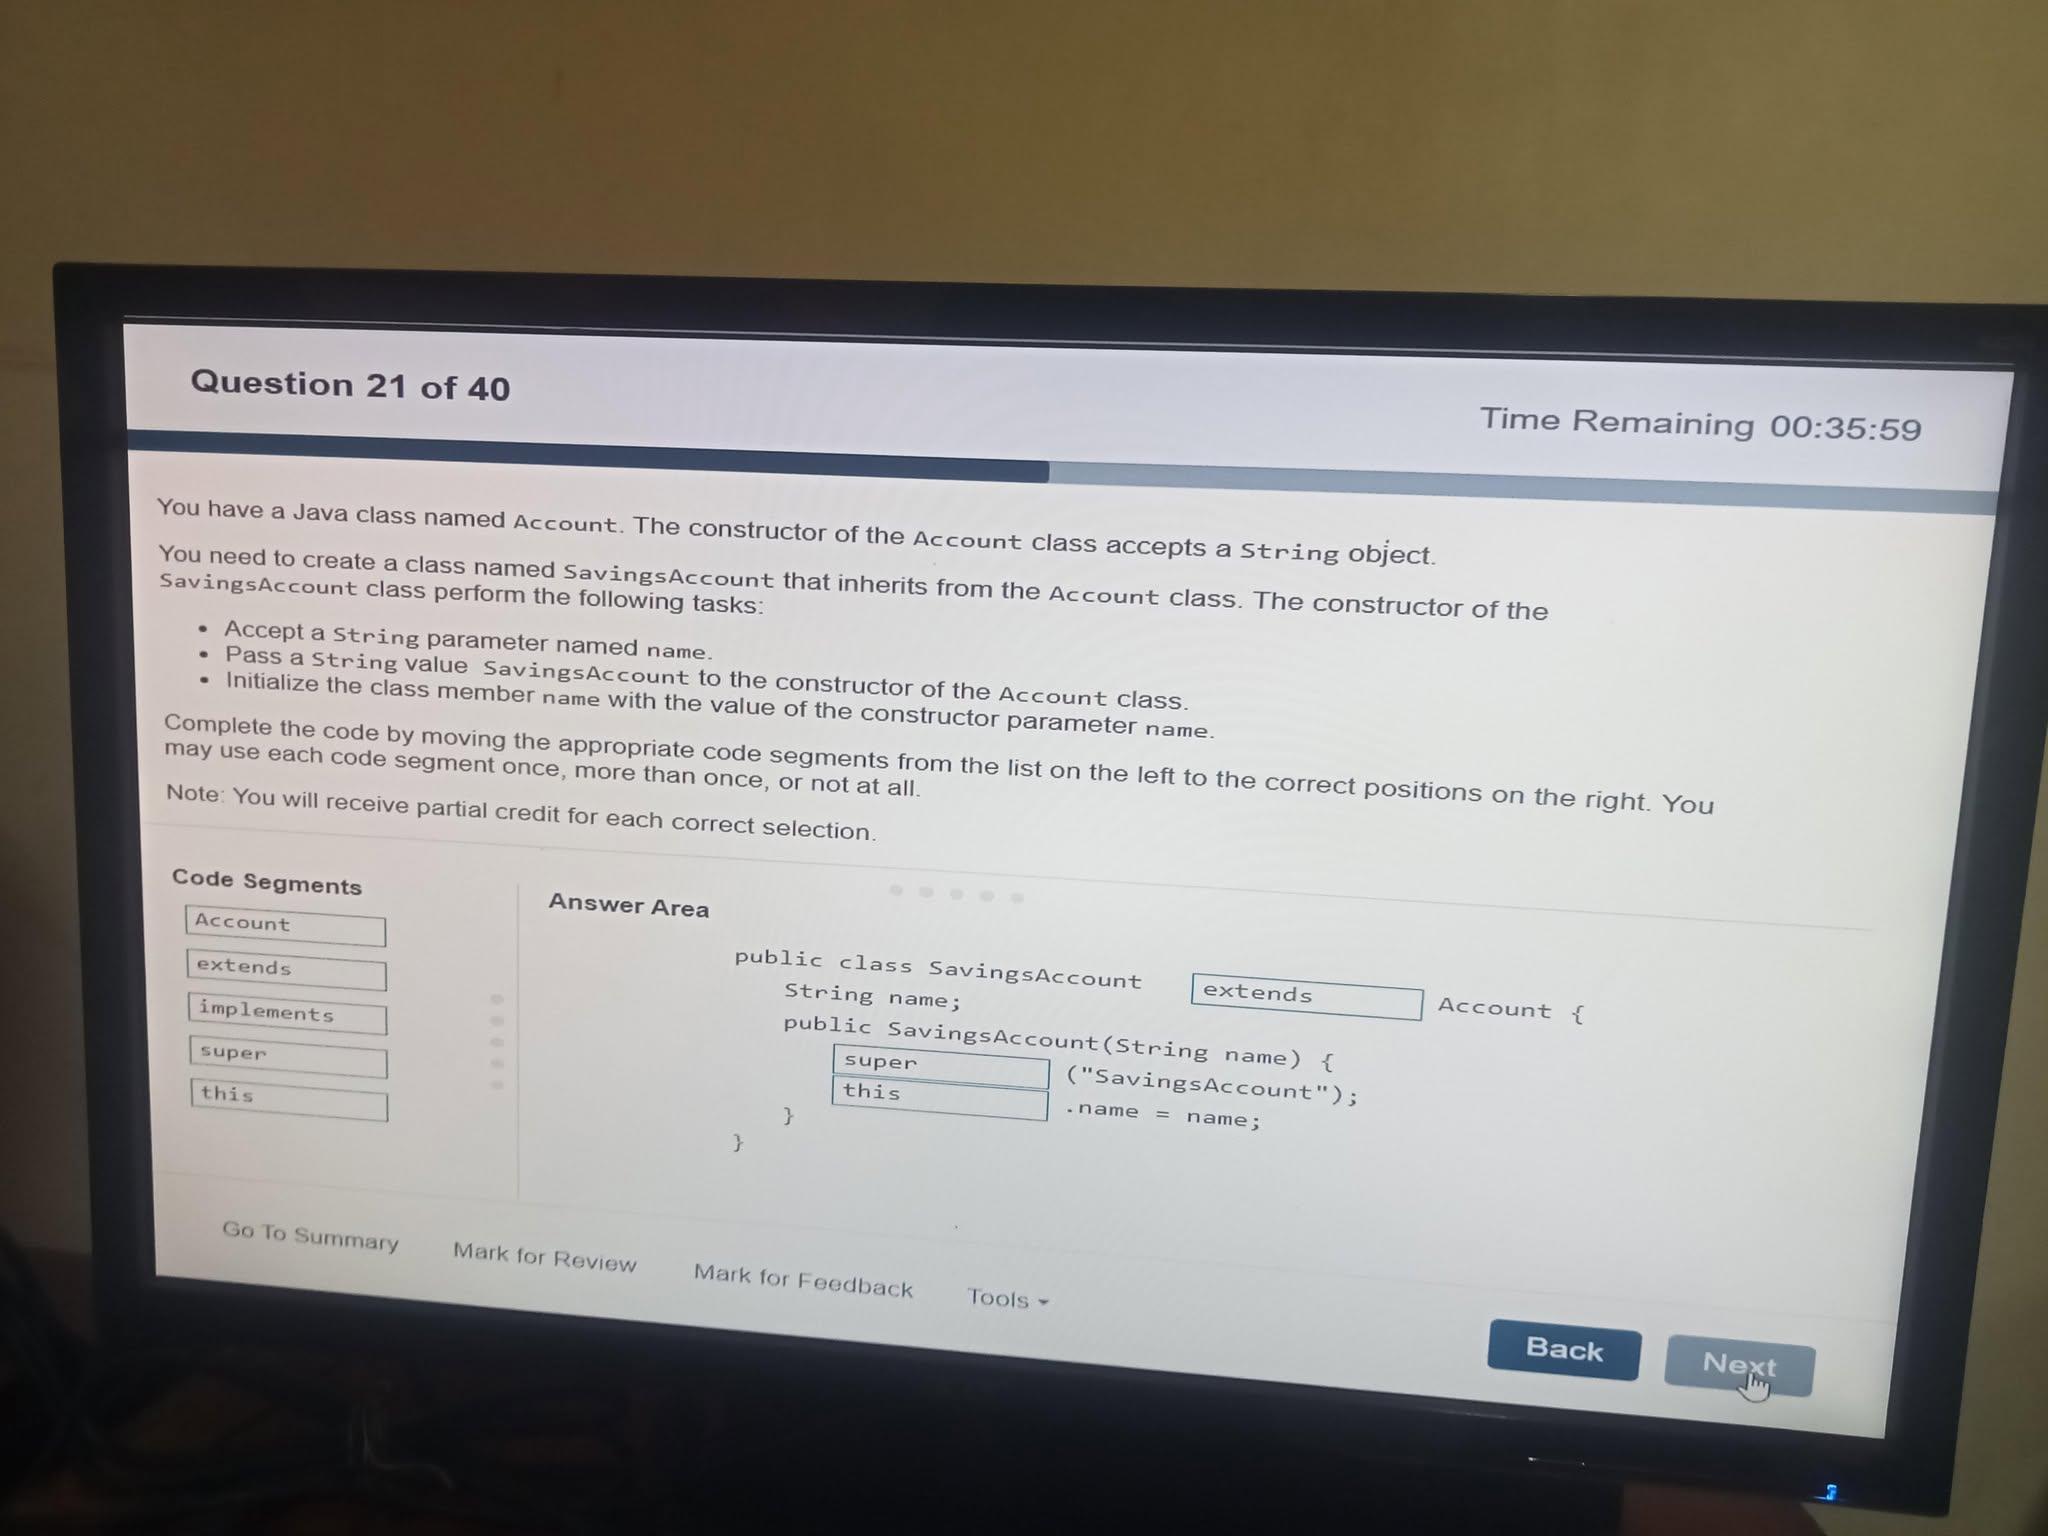 Question 21 of 40
Time Remaining 00:35:59
You have a Java class named Account. The constructor of the Account class accepts a String object.
You need to create a class named SavingsAccount that inherits from the Account class. The constructor of the
SavingsAccount class perform the following tasks:
• Accept a String parameter named name.
• Pass a String value SavingsAccount to the constructor of the Account class.
• Initialize the class member name with the value of the constructor parameter name.
Complete the code by moving the appropriate code segments from the list on the left to the correct positions on the right. You
may use each code segment once, more than once, or not at all.
Note: You will receive partial credit for each correct selection.
Code Segments
Account
extends
implements
super
this
Answer Area
public class SavingsAccount extends Account {
String name;
public SavingsAccount(String name) {
super ("SavingsAccount");
this .name = name;
}
}
Go To Summary Mark for Review Mark for Feedback Tools
Back Next